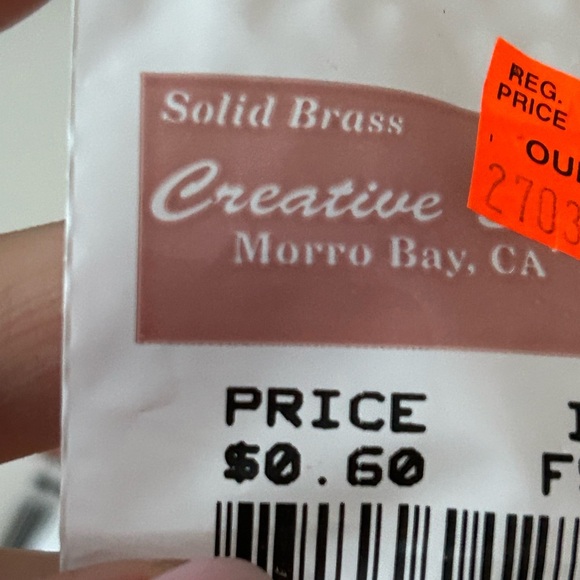 Solid Brass
Creative
Morro Bay, CA
REG.
PRICE
OU
2703
PRICE
$0.60
F